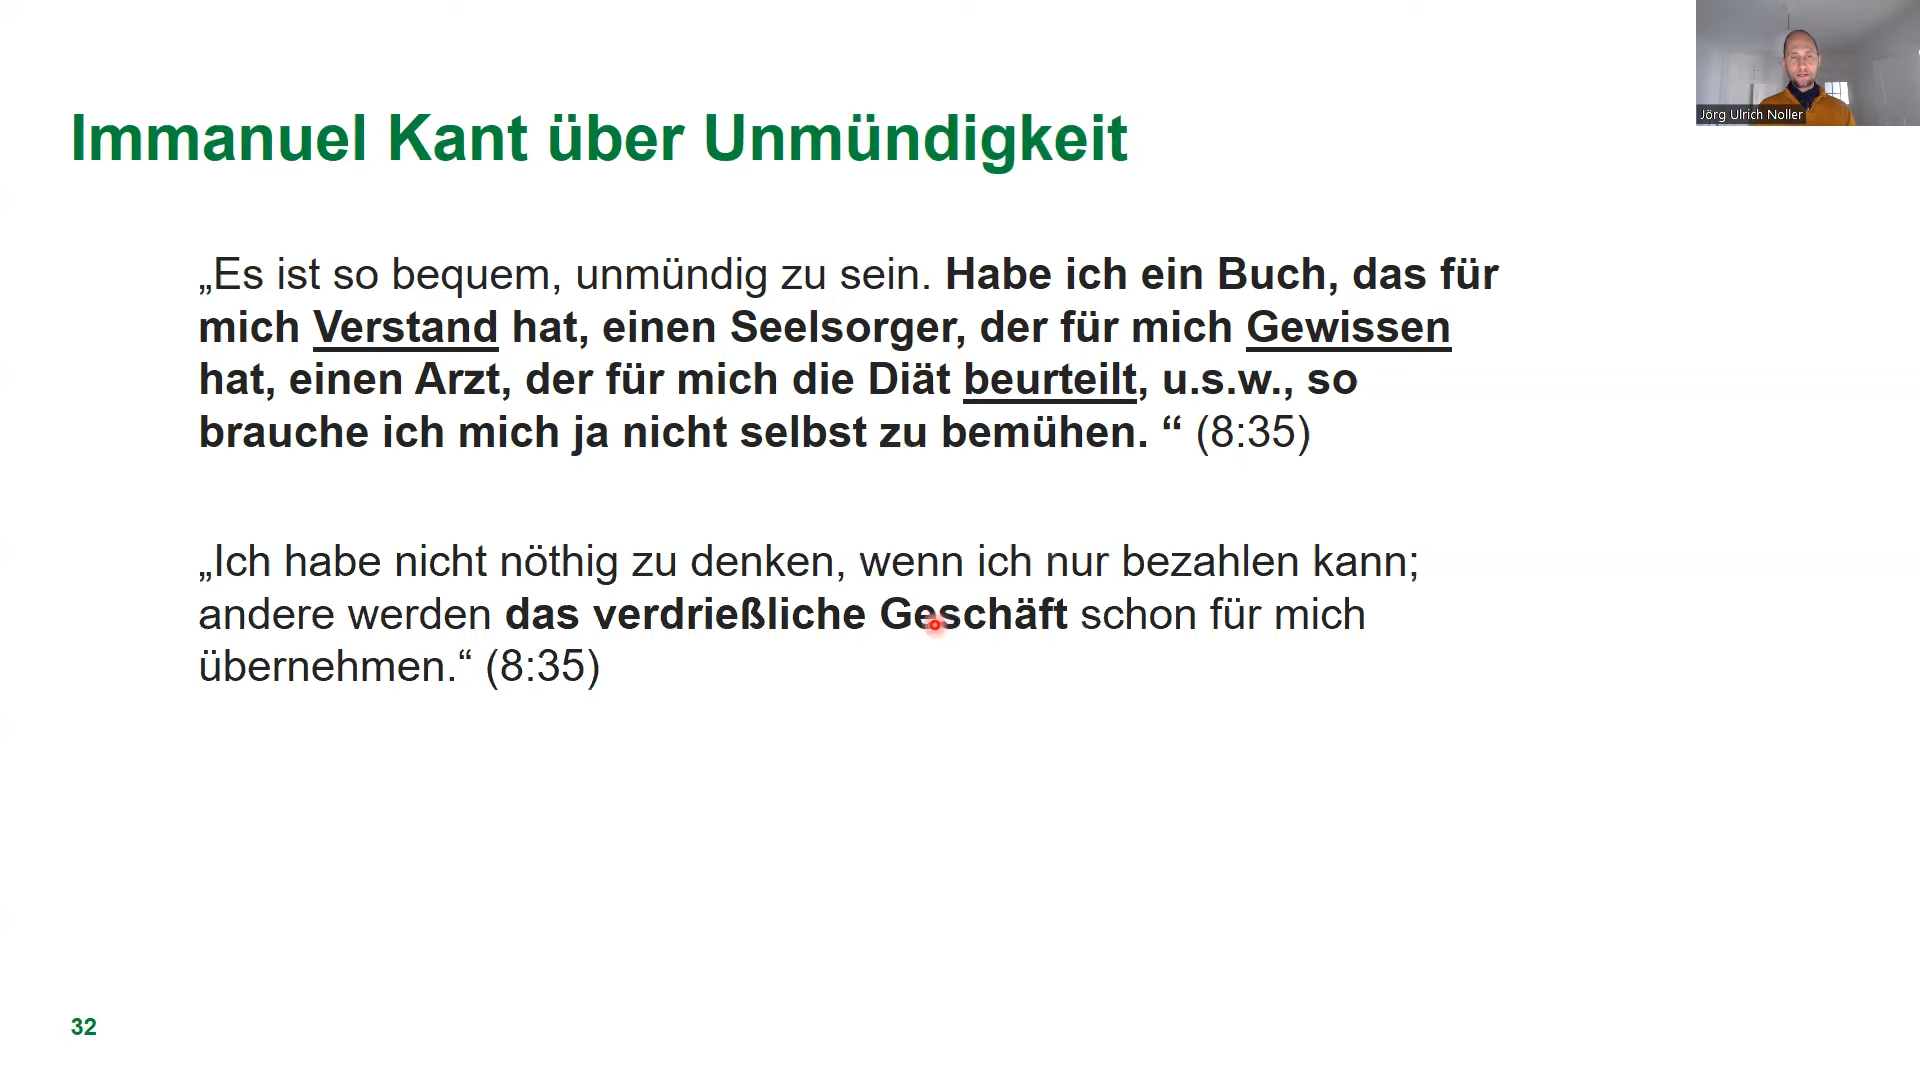 Jörg Ulrich Noller
Immanuel Kant über Unmündigkeit
„Es ist so bequem, unmündig zu sein. Habe ich ein Buch, das für
mich Verstand hat, einen Seelsorger, der für mich Gewissen
hat, einen Arzt, der für mich die Diät beurteilt, u.s.w., so
brauche ich mich ja nicht selbst zu bemühen. “ (8:35)
„Ich habe nicht nöthig zu denken, wenn ich nur bezahlen kann;
andere werden das verdrießliche Geschäft schon für mich
übernehmen.“ (8:35)
32